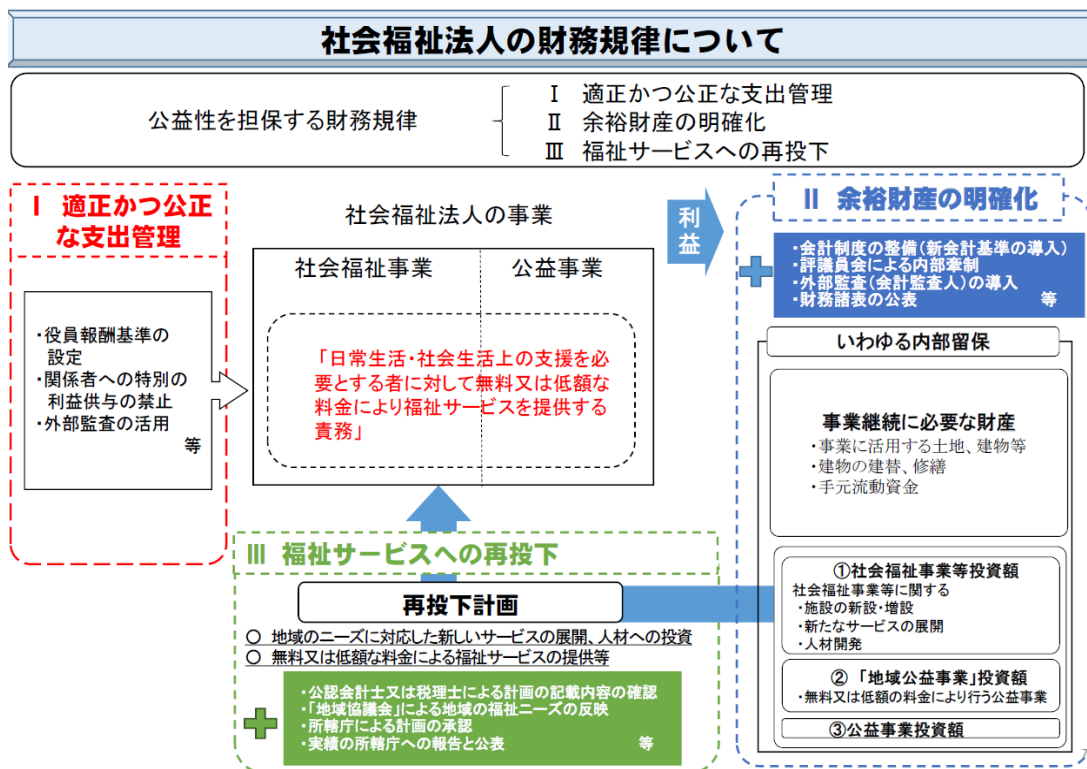 社会福祉法人の財務規律について
公益性を担保する財務規律
Ⅰ 適正かつ公正な支出管理
Ⅱ 余裕財産の明確化
Ⅲ 福祉サービスへの再投下
Ⅰ 適正かつ公正
な支出管理
・役員報酬基準の
設定
・関係者への特別の
利益供与の禁止
・外部監査の活用
等
社会福祉法人の事業
社会福祉事業
公益事業
「日常生活・社会生活上の支援を必
要とする者に対して無料又は低額な
料金により福祉サービスを提供する
責務」
利
益
Ⅱ 余裕財産の明確化
・会計制度の整備(新会計基準の導入)
・評議員会による内部牽制
・外部監査(会計監査人)の導入
・財務諸表の公表 等
いわゆる内部留保
事業継続に必要な財産
・事業に活用する土地、建物等
・建物の建替、修繕
・手元流動資金
①社会福祉事業等投資額
社会福祉事業等に関する
・施設の新設・増設
・新たなサービスの展開
・人材開発
② 「地域公益事業」投資額
・無料又は低額の料金により行う公益事業
③公益事業投資額
Ⅲ 福祉サービスへの再投下
再投下計画
○ 地域のニーズに対応した新しいサービスの展開、人材への投資
○ 無料又は低額な料金による福祉サービスの提供等
・公認会計士又は税理士による計画の記載内容の確認
・「地域協議会」による地域の福祉ニーズの反映
・所轄庁による計画の承認
・実績の所轄庁への報告と公表 等
7